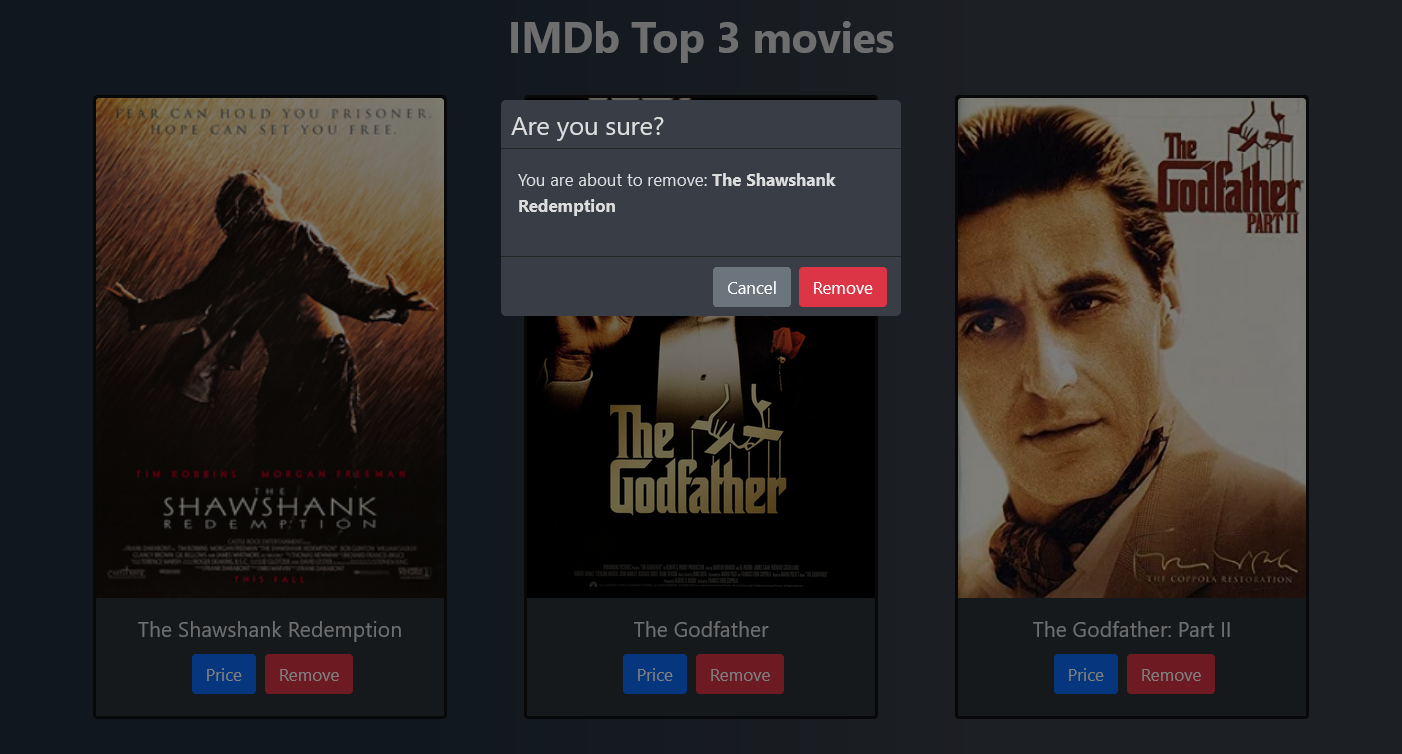 IMDb Top 3 movies
FEAR CAN HOLD YOU PRISONER.
HOPE CAN SET YOU FREE.
TIM ROBBINS MORGAN FREEMAN
THE
SHAWSHANK
REDEMPTION
CASTLE ROCK ENTERTAINMENT
THIS FALL
The Shawshank Redemption
Price Remove
Are you sure?
You are about to remove: The Shawshank
Redemption
Cancel Remove
The
Godfather
The Godfather
Price Remove
The
Godfather
PART II
THE COPPOLA RESTORATION
The Godfather: Part II
Price Remove